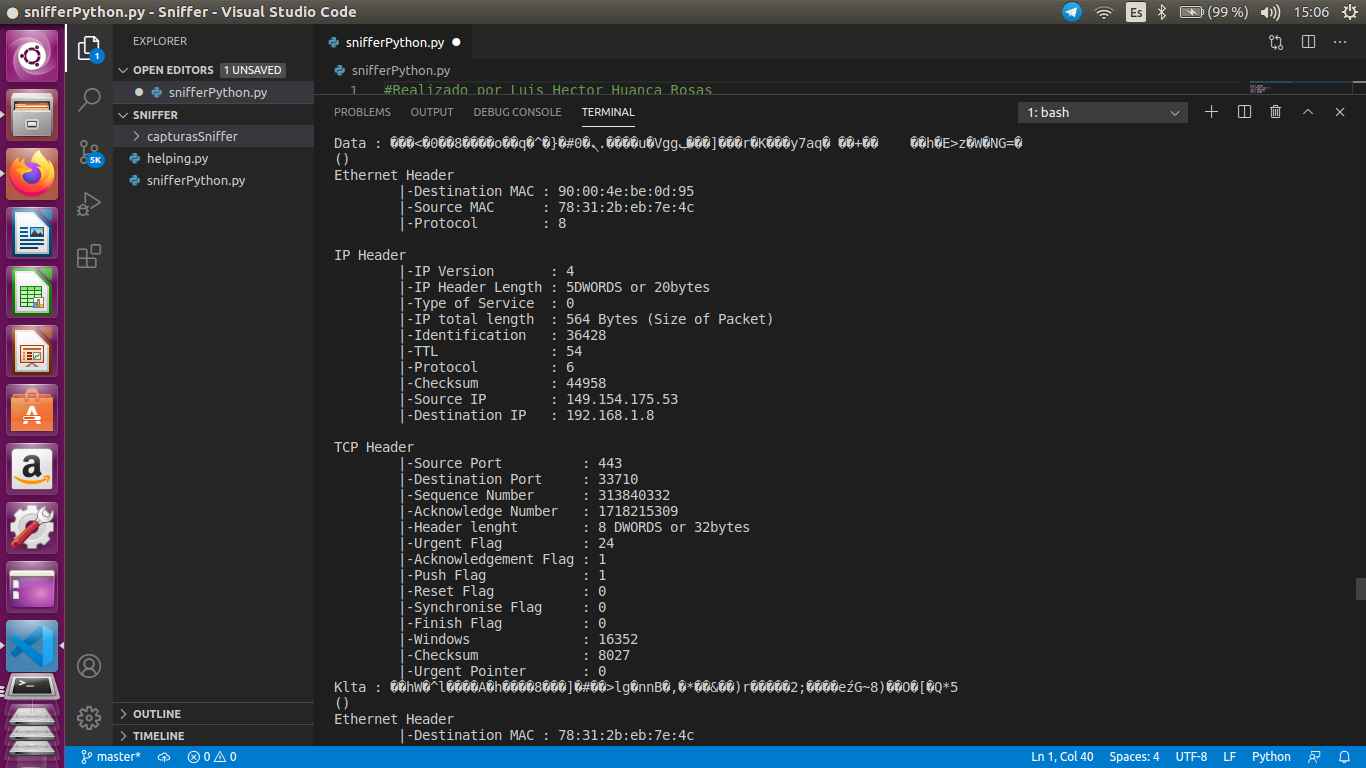 snifferPython.py - Sniffer - Visual Studio Code
Es
(99 %)
15:06
EXPLORER
OPEN EDITORS 1 UNSAVED
snifferPython.py
SNIFFER
capturasSniffer
helping.py
snifferPython.py
OUTLINE
TIMELINE
1
5K
snifferPython.py
snifferPython.py
1 #Realizado por Luis Hector Huanca Rosas
PROBLEMS OUTPUT DEBUG CONSOLE TERMINAL
1: bash
Data :
()
Ethernet Header
|-Destination MAC : 90:00:4e:be:0d:95
|-Source MAC : 78:31:2b:eb:7e:4c
|-Protocol : 8
IP Header
|-IP Version : 4
|-IP Header Length : 5DWORDS or 20bytes
|-Type of Service : 0
|-IP total length : 564 Bytes (Size of Packet)
|-Identification : 36428
|-TTL : 54
|-Protocol : 6
|-Checksum : 44958
|-Source IP : 149.154.175.53
|-Destination IP : 192.168.1.8
TCP Header
|-Source Port : 443
|-Destination Port : 33710
|-Sequence Number : 313840332
|-Acknowledge Number : 1718215309
|-Header lenght : 8 DWORDS or 32bytes
|-Urgent Flag : 24
|-Acknowledgement Flag : 1
|-Push Flag : 1
|-Reset Flag : 0
|-Synchronise Flag : 0
|-Finish Flag : 0
|-Windows : 16352
|-Checksum : 8027
|-Urgent Pointer : 0
Klta :
()
Ethernet Header
|-Destination MAC : 78:31:2b:eb:7e:4c
master*
0
0
Ln 1, Col 40
Spaces: 4
UTF-8
LF
Python